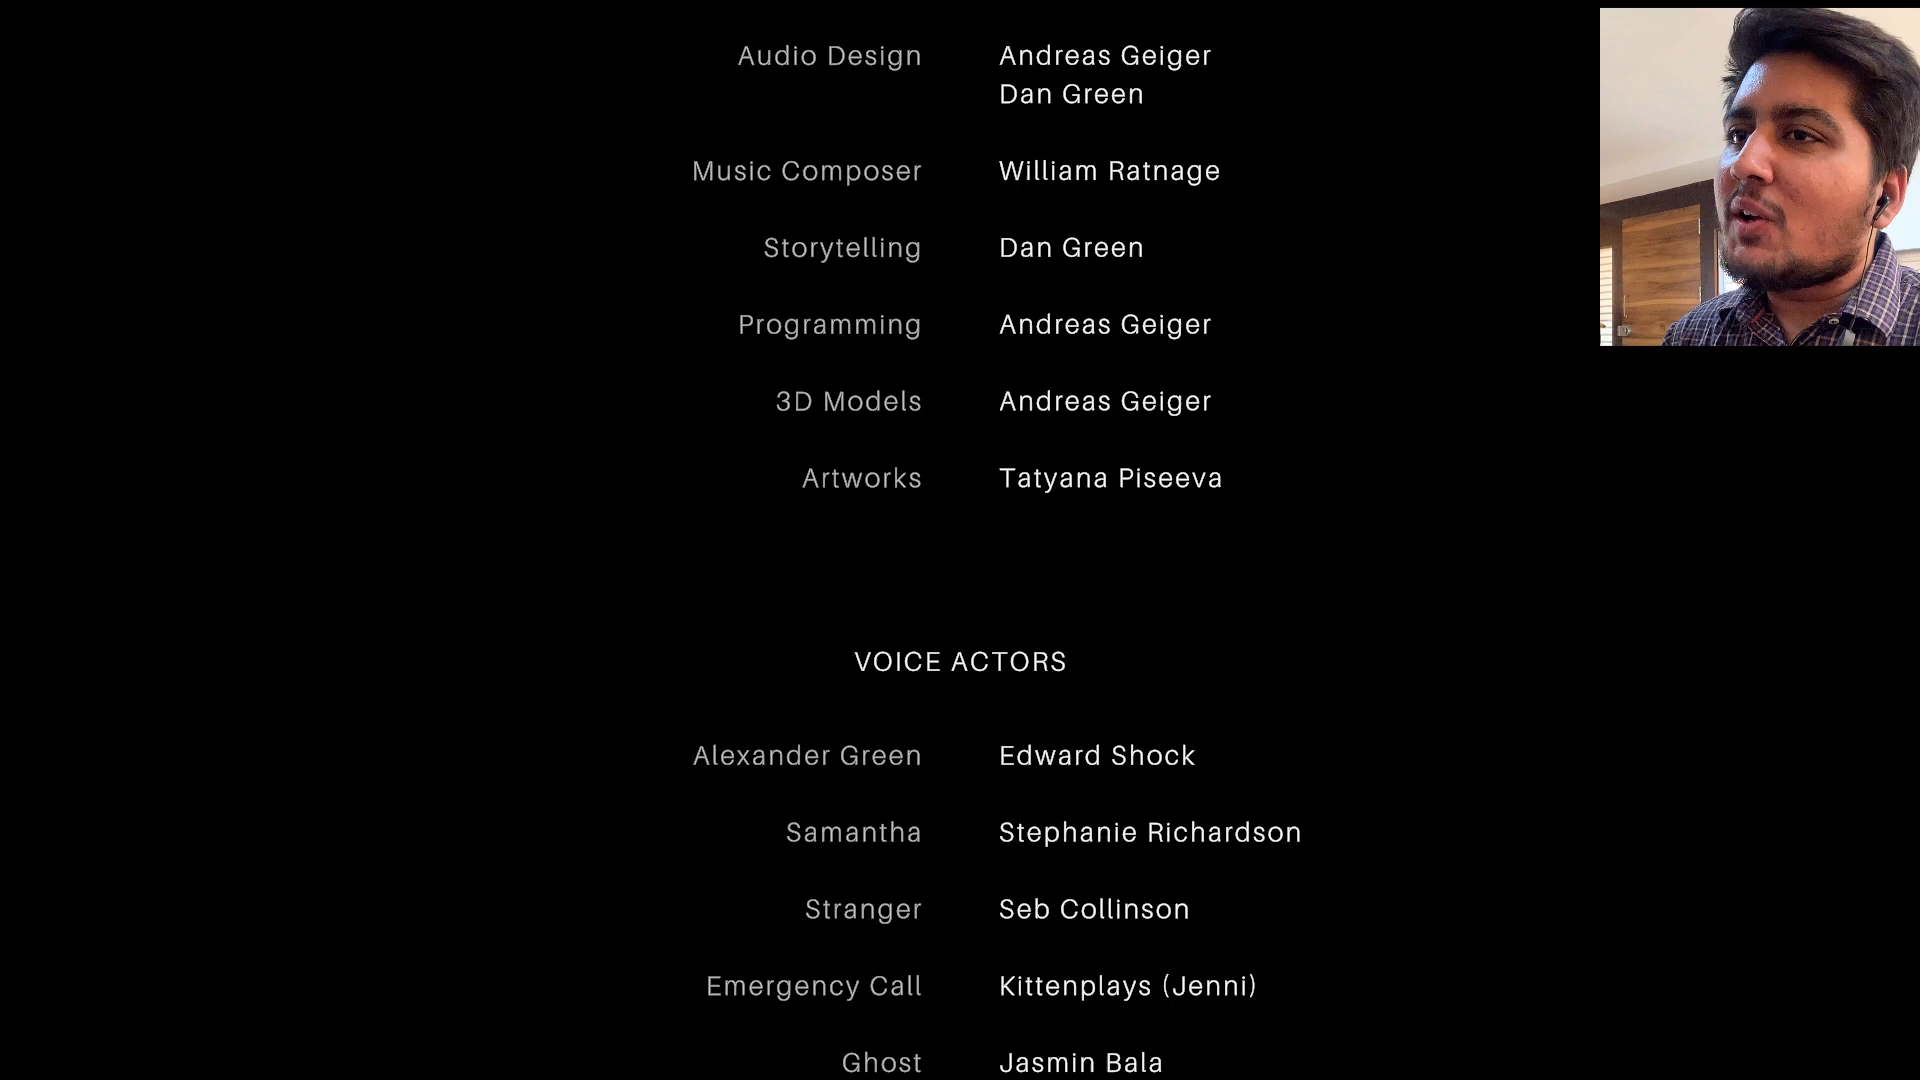 Audio Design Andreas Geiger
Dan Green
Music Composer William Ratnage
Storytelling Dan Green
Programming Andreas Geiger
3D Models Andreas Geiger
Artworks Tatyana Piseeva
VOICE ACTORS
Alexander Green Edward Shock
Samantha Stephanie Richardson
Stranger Seb Collinson
Emergency Call Kittenplays (Jenni)
Ghost Jasmin Bala